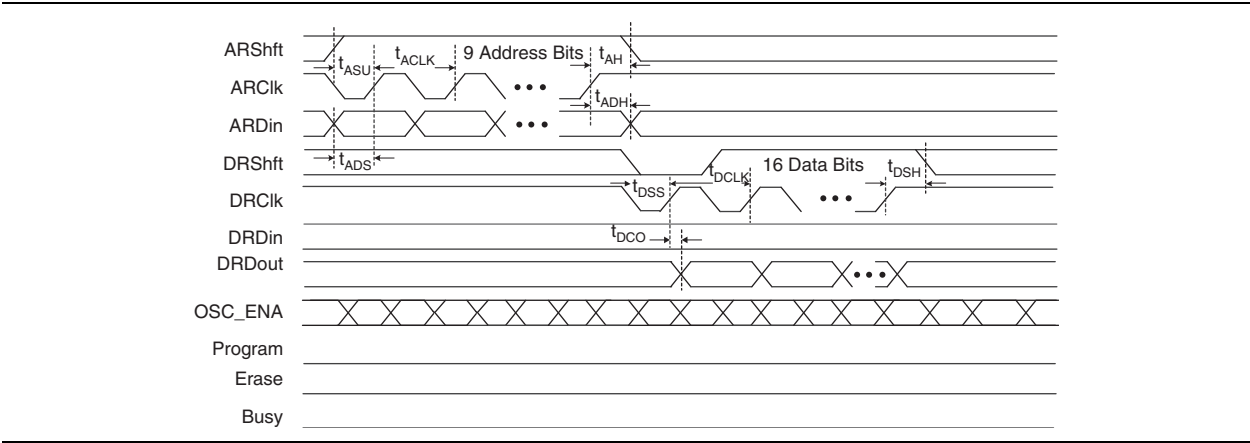 ARShft
tASU
tACLK
9 Address Bits
tAH
ARClk
tADH
ARDin
tADS
DRShft
tDCLK
16 Data Bits
tDSH
tDSS
DRClk
DRDin
tDCO
DRDout
OSC_ENA
Program
Erase
Busy